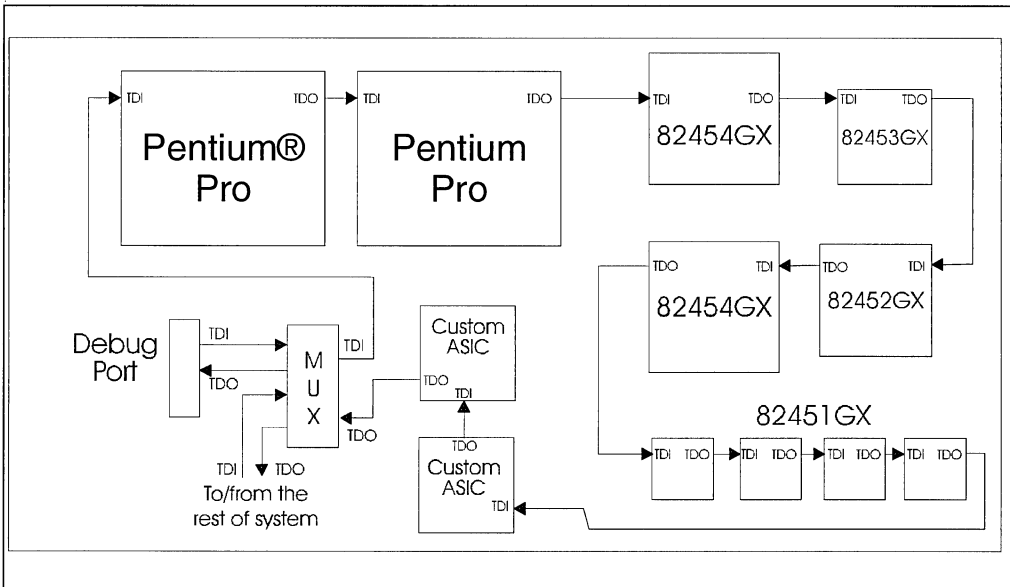 TDI
TDO
Pentium®
Pro
TDI
TDO
Pentium
Pro
TDI
TDO
82454GX
TDI
TDO
82453GX
TDO
TDI
82454GX
TDO
TDI
82452GX
Debug
Port
TDI
TDO
M
U
X
TDI
TDO
TDI
TDO
To/from the
rest of system
Custom
ASIC
TDO
TDI
TDO
Custom
ASIC
TDI
82451GX
TDI
TDO
TDI
TDO
TDI
TDO
TDI
TDO